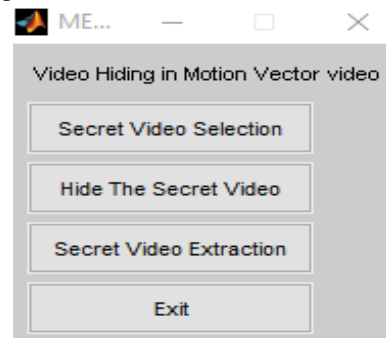 ME...
Video Hiding in Motion Vector video
Secret Video Selection
Hide The Secret Video
Secret Video Extraction
Exit